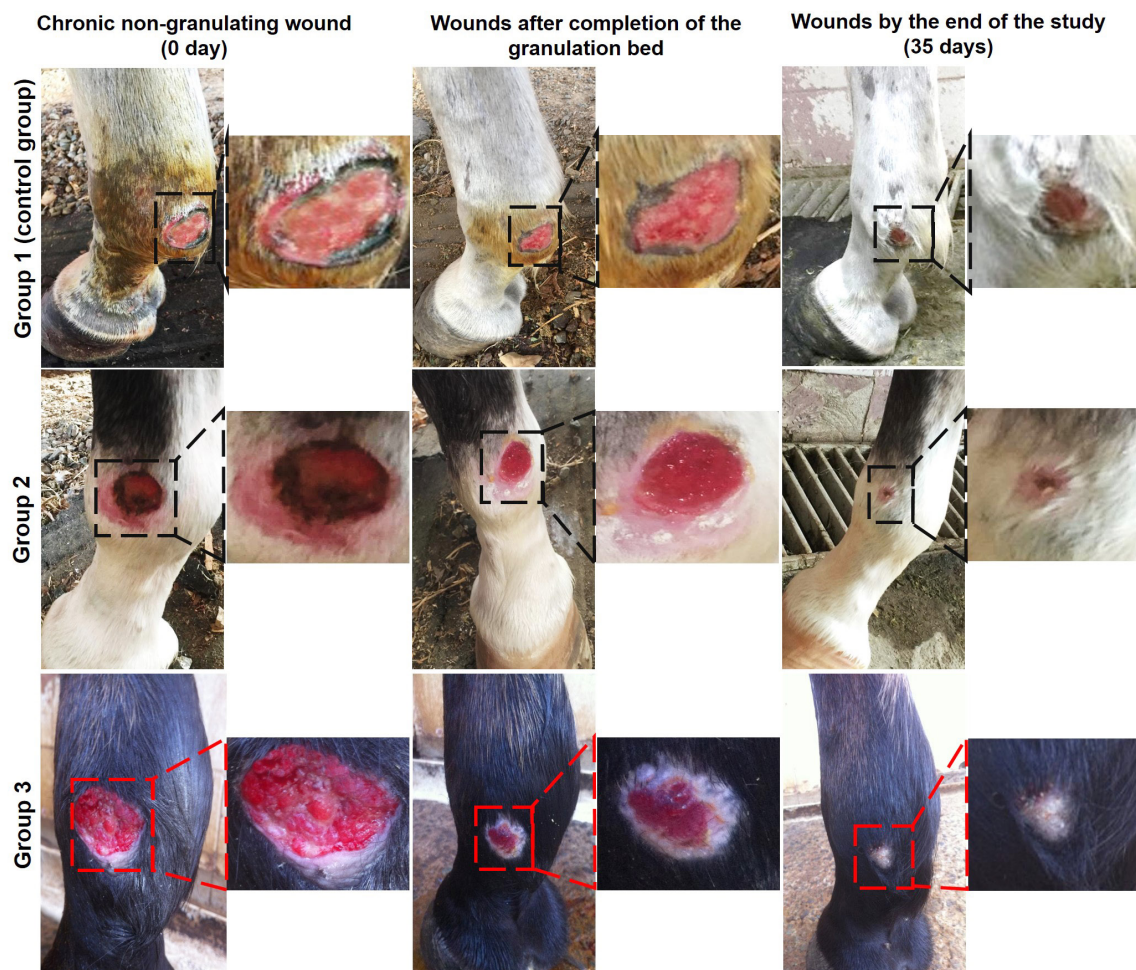 Chronic non-granulating wound
(0 day)
Wounds after completion of the
granulation bed
Wounds by the end of the study
(35 days)
Group 1 (control group)
Group 2
Group 3